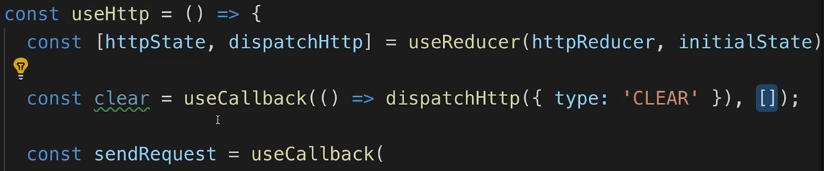 const useHttp = () => {
const [httpState, dispatchHttp] = useReducer(httpReducer, initialState)
const clear = useCallback(() => dispatchHttp({ type: 'CLEAR' }), []);
const sendRequest = useCallback(